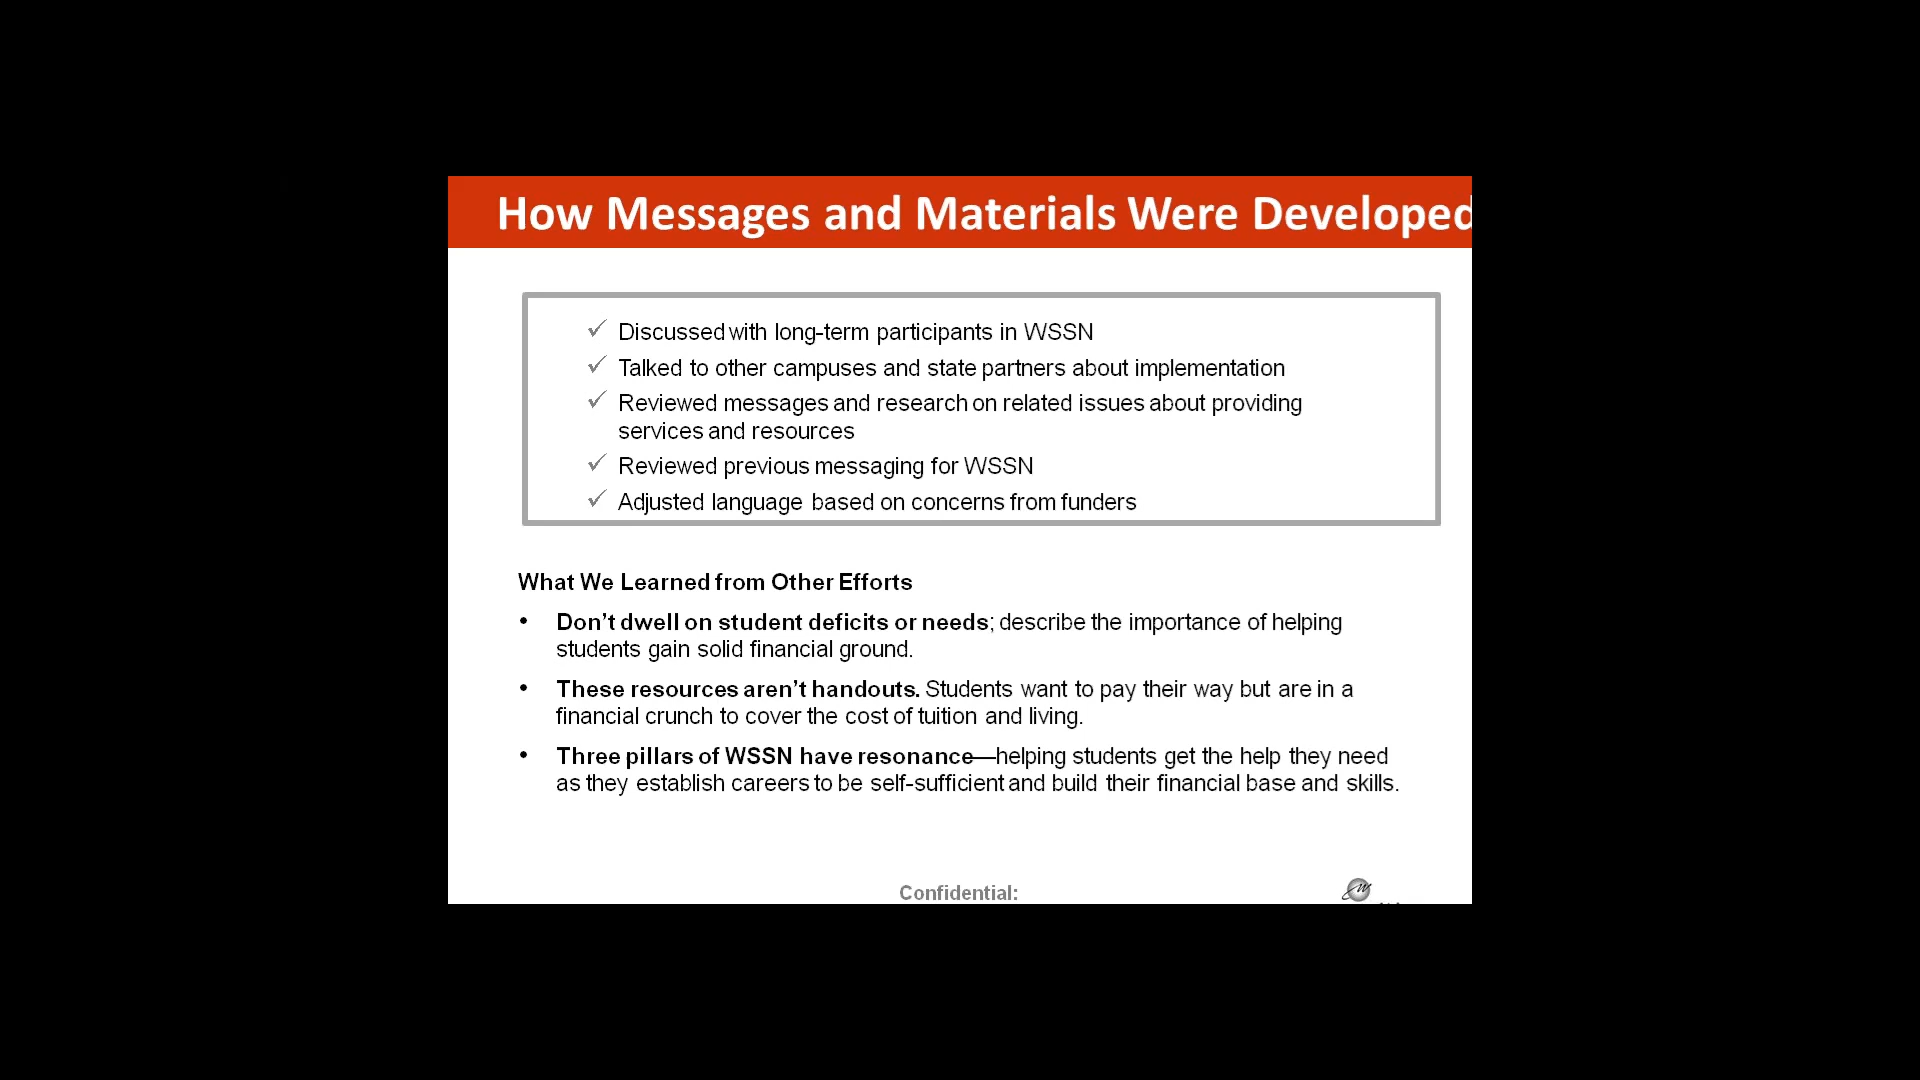 How Messages and Materials Were Developed
✓ Discussed with long-term participants in WSSN
✓ Talked to other campuses and state partners about implementation
✓ Reviewed messages and research on related issues about providing
services and resources
✓ Reviewed previous messaging for WSSN
✓ Adjusted language based on concerns from funders
What We Learned from Other Efforts
• Don’t dwell on student deficits or needs; describe the importance of helping
students gain solid financial ground.
• These resources aren’t handouts. Students want to pay their way but are in a
financial crunch to cover the cost of tuition and living.
• Three pillars of WSSN have resonance—helping students get the help they need
as they establish careers to be self-sufficient and build their financial base and skills.
Confidential: